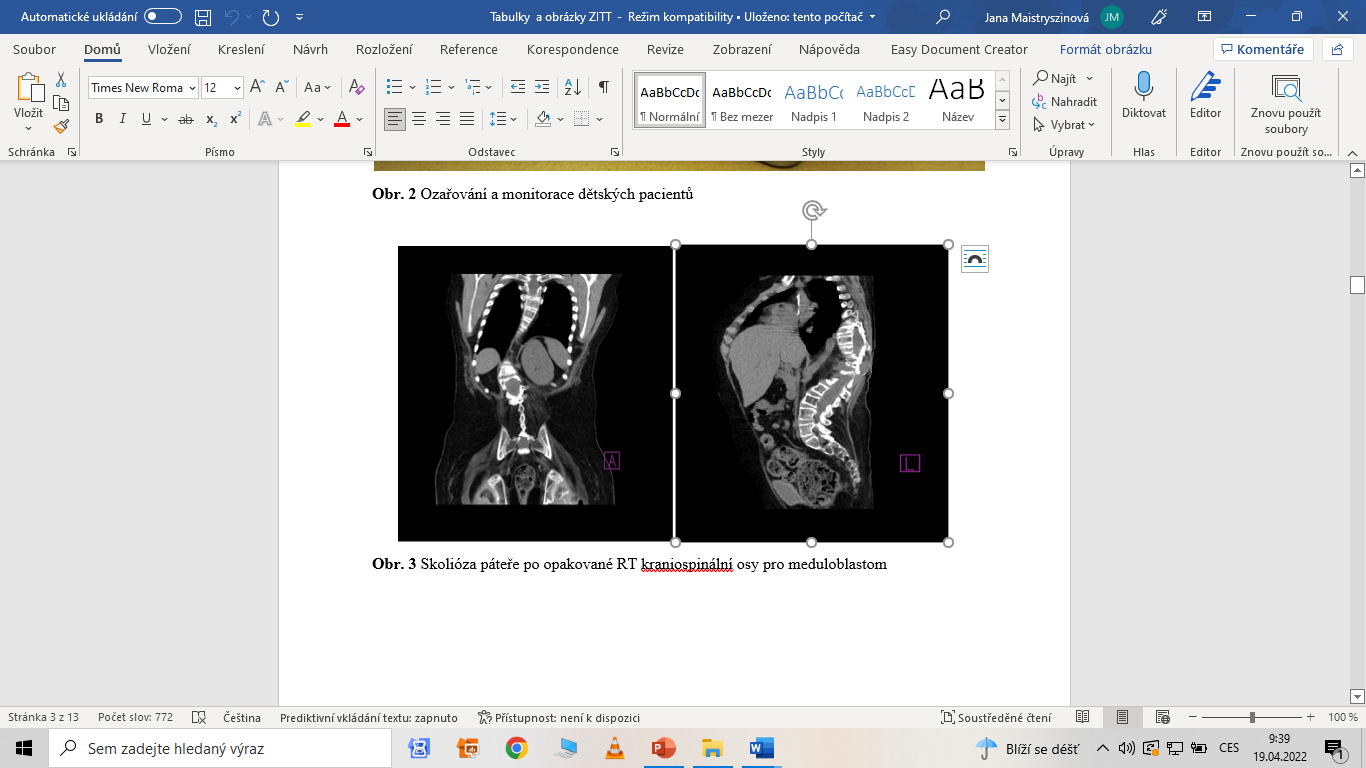 Automatické ukládání
Tabulky a obrázky ZITT - Režim kompatibility • Uloženo: tento počítač
Jana Maistryszinová
JM
Soubor Domů Vložení Kreslení Návrh Rozložení Reference Korespondence Revize Zobrazení Nápověda Easy Document Creator Formát obrázku
Komentáře
Times New Roma
12
Vložit
Schránka
Písmo
Odstavec
AaBbCcDc AaBbCcDc AaBbCc AaBbCcD AaB
¶ Normální ¶ Bez mezer Nadpis 1 Nadpis 2 Název
Styly
Najít
Nahradit
Vybrat
Úpravy
Diktovat
Hlas
Editor
Editor
Znovu použít
soubory
Znovu použít so...
Obr. 2 Ozařování a monitorace dětských pacientů
A
L
Obr. 3 Skolióza páteře po opakované RT kraniospinální osy pro meduloblastom
Stránka 3 z 13 Počet slov: 772 Čeština Prediktivní vkládání textu: zapnuto Přístupnost: není k dispozici Soustředěné čtení 100 %
Sem zadejte hledaný výraz
Blíží se déšť
CES
9:39
19.04.2022
1